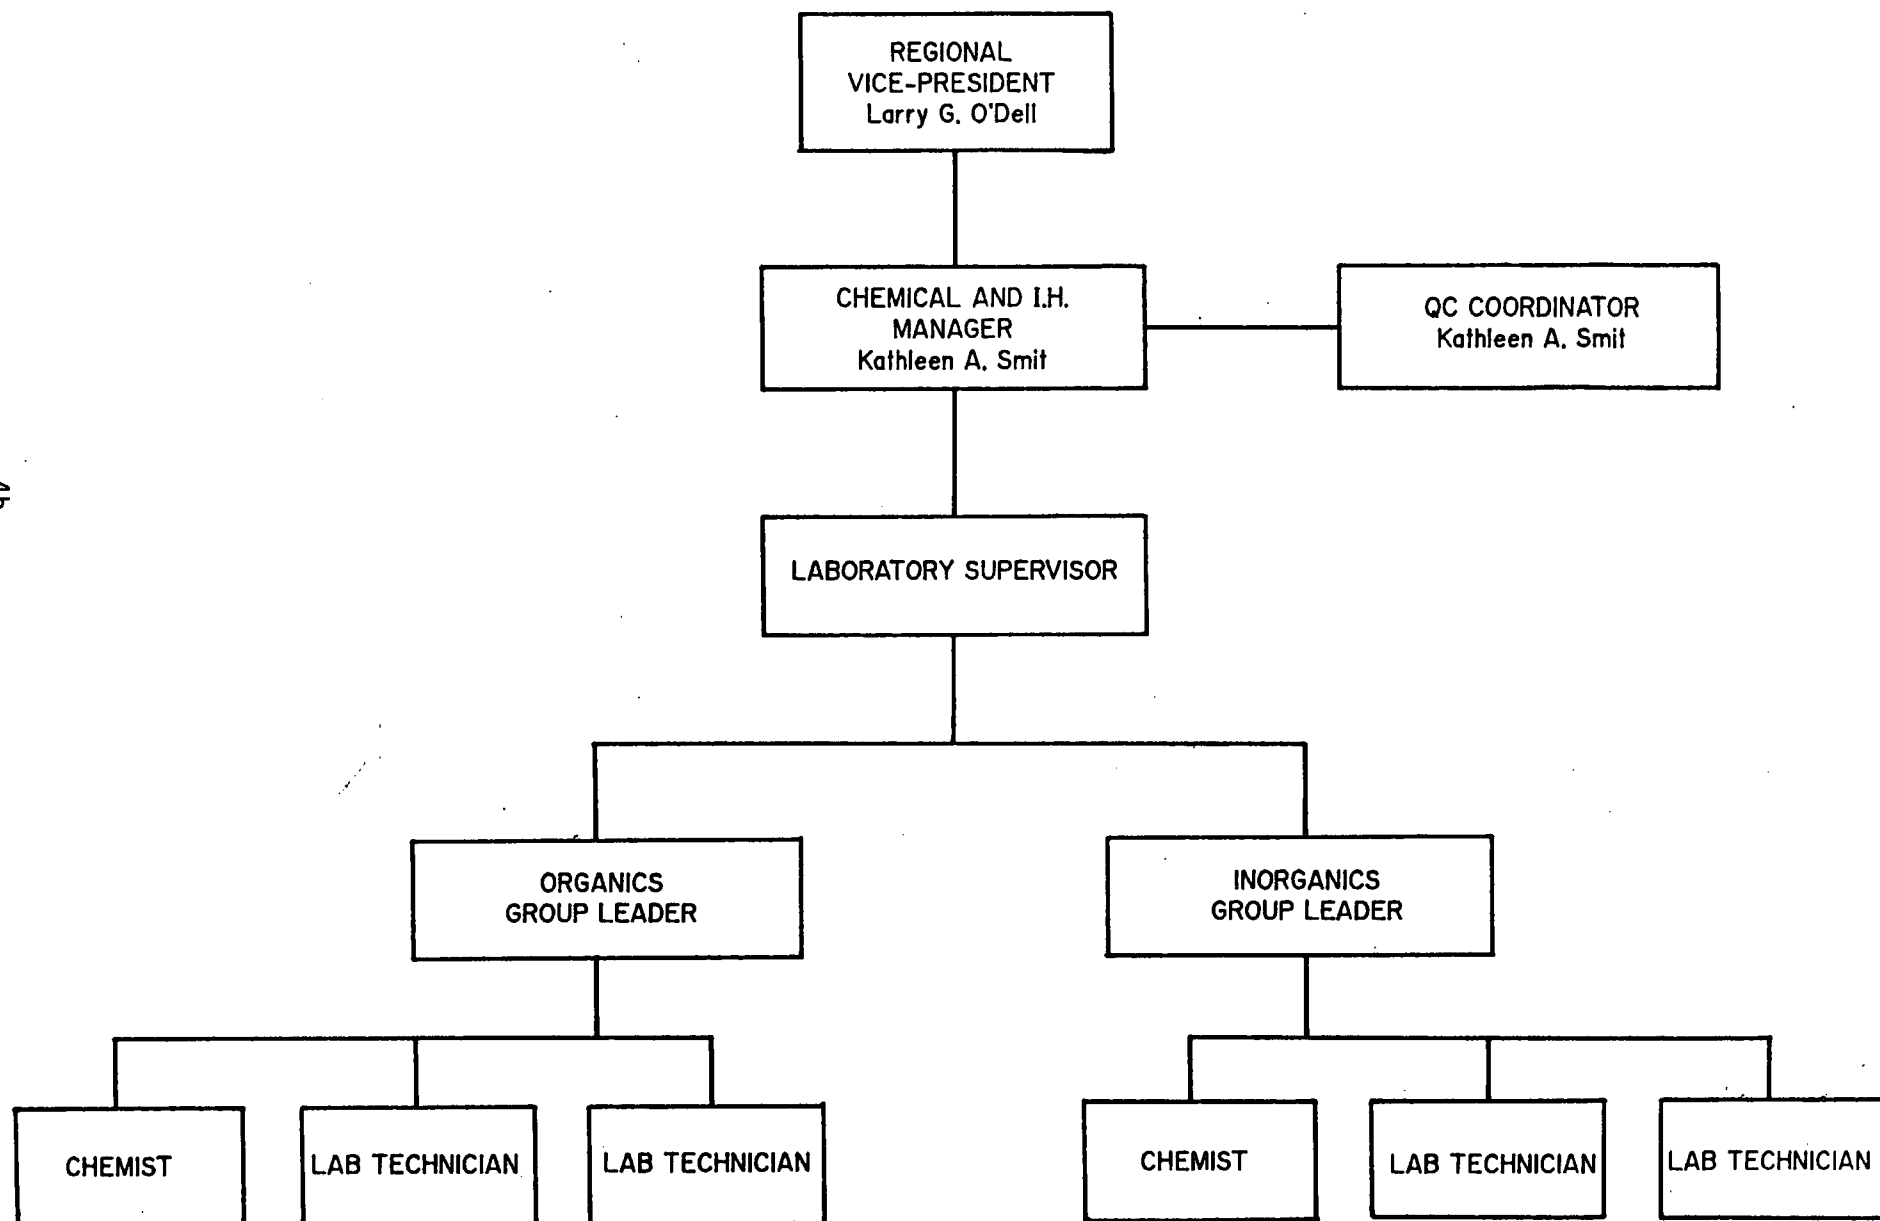 REGIONAL
VICE-PRESIDENT
Larry G. O'Dell
CHEMICAL AND I.H.
MANAGER
Kathleen A. Smit
QC COORDINATOR
Kathleen A. Smit
LABORATORY SUPERVISOR
ORGANICS
GROUP LEADER
INORGANICS
GROUP LEADER
CHEMIST
LAB TECHNICIAN
LAB TECHNICIAN
CHEMIST
LAB TECHNICIAN
LAB TECHNICIAN